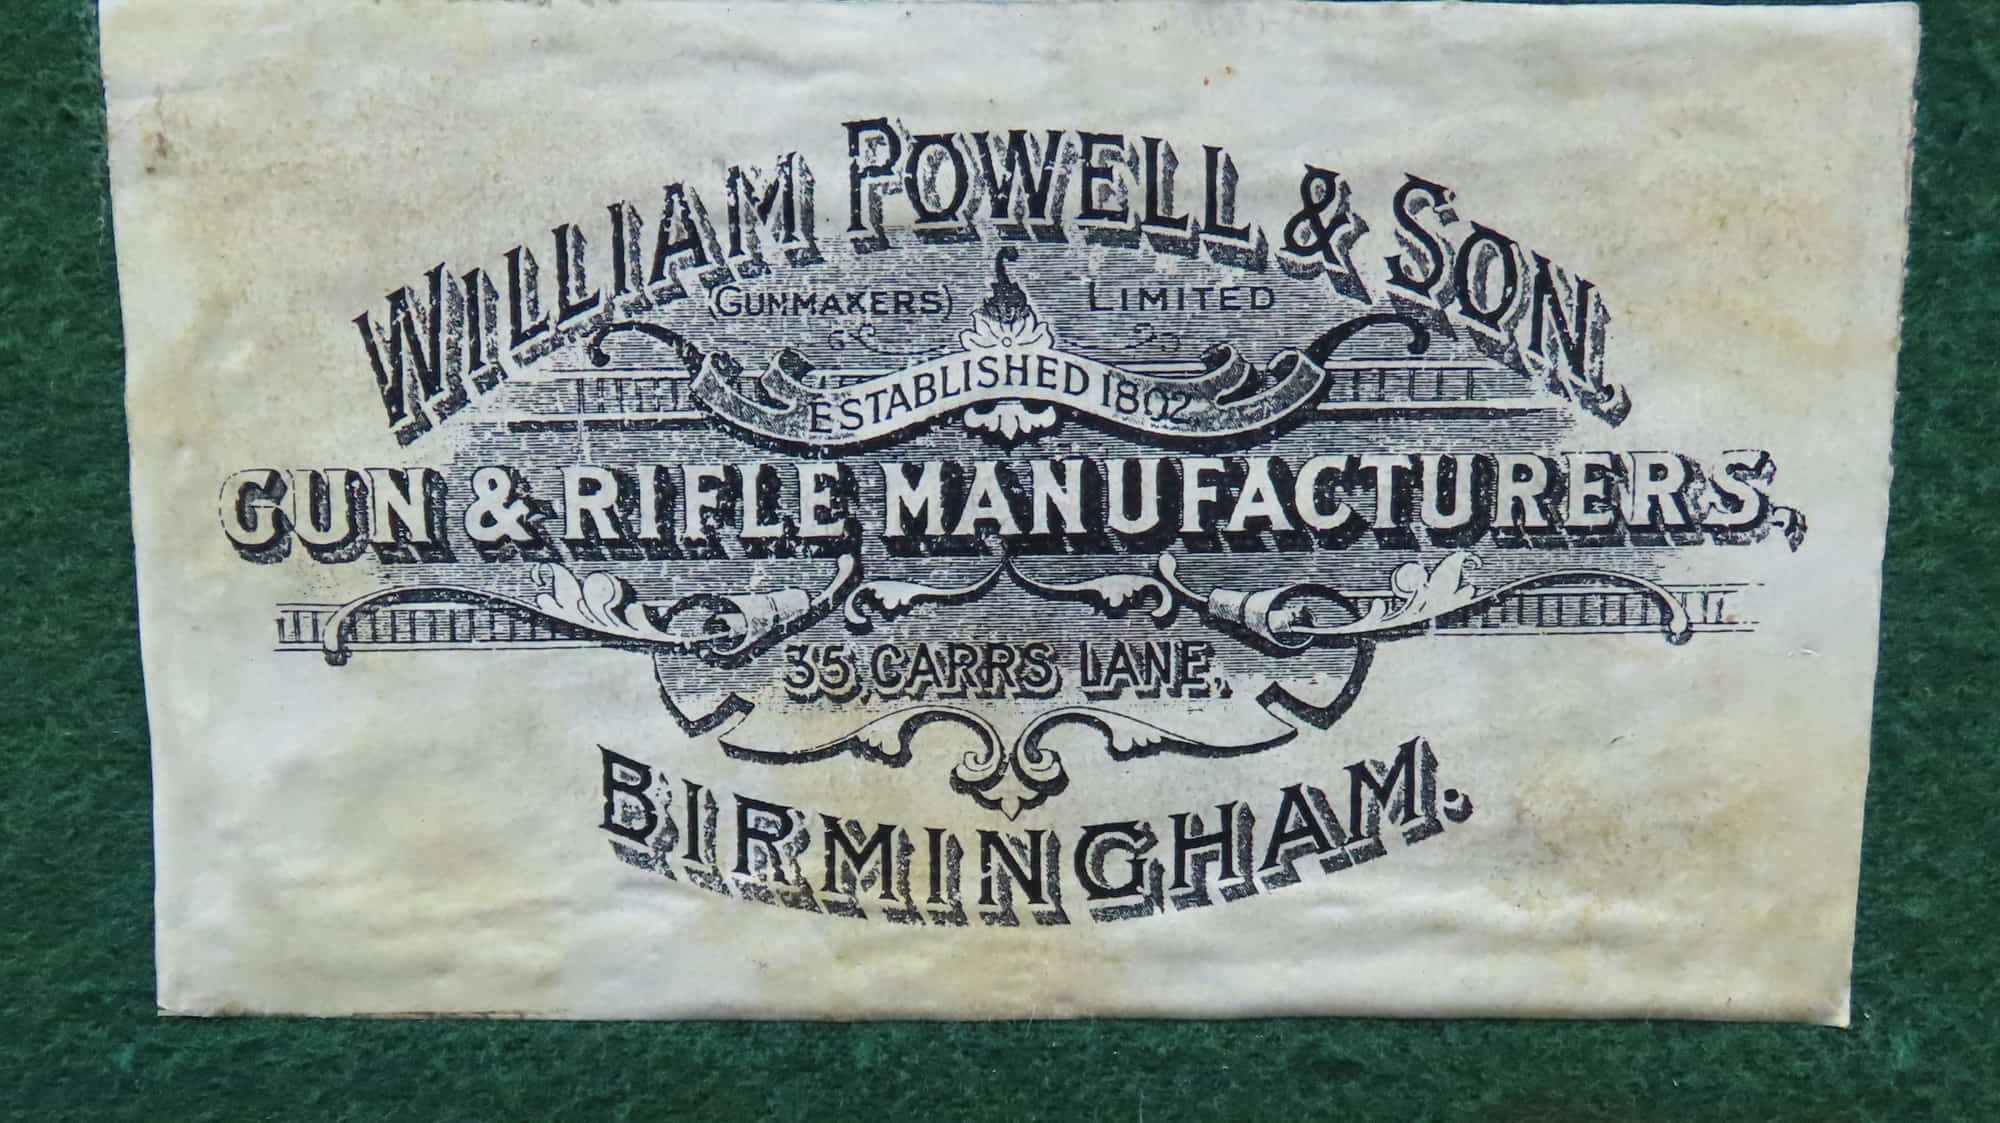 WILLIAM POWELL & SON,
(GUNMAKERS) LIMITED
ESTABLISHED 1802
GUN & RIFLE MANUFACTURERS,
35 CARRS LANE,
BIRMINGHAM.